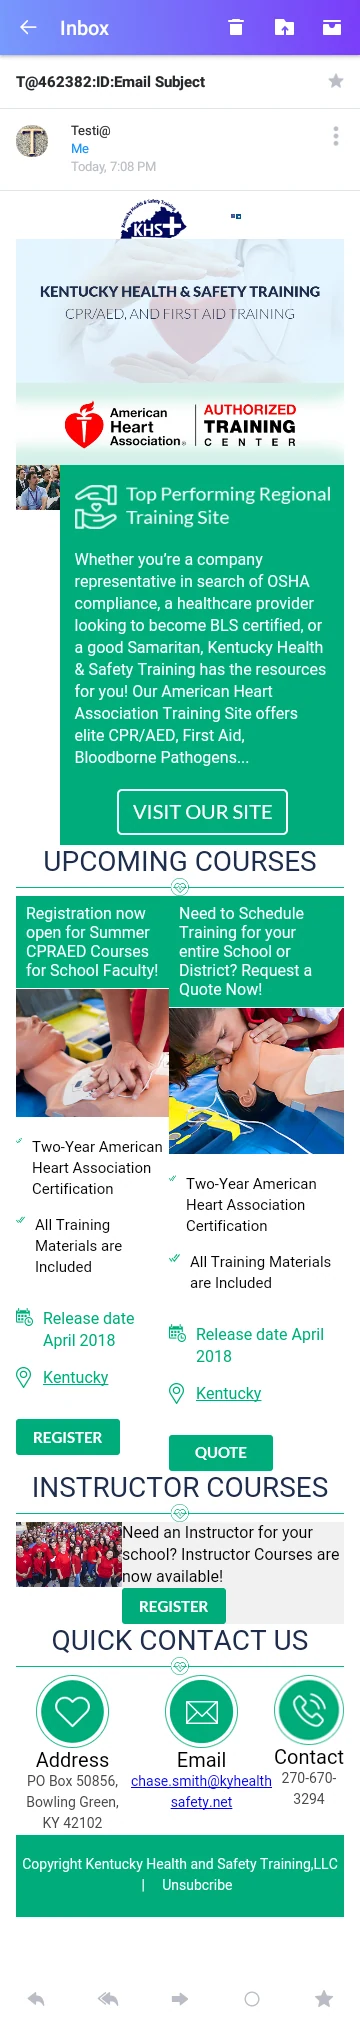 Inbox
T@462382:ID:Email Subject
Testi@
Me
Today, 7:08 PM
Kentucky Health & Safety Training
KHST
KENTUCKY HEALTH & SAFETY TRAINING
CPR/AED, AND FIRST AID TRAINING
American
Heart
Association®
AUTHORIZED
TRAINING
CENTER
Top Performing Regional
Training Site
Whether you’re a company
representative in search of OSHA
compliance, a healthcare provider
looking to become BLS certified, or
a good Samaritan, Kentucky Health
& Safety Training has the resources
for you! Our American Heart
Association Training Site offers
elite CPR/AED, First Aid,
Bloodborne Pathogens...
VISIT OUR SITE
UPCOMING COURSES
Registration now
open for Summer
CPRAED Courses
for School Faculty!
Two-Year American
Heart Association
Certification
All Training
Materials are
Included
Release date
April 2018
Kentucky
REGISTER
Need to Schedule
Training for your
entire School or
District? Request a
Quote Now!
Two-Year American
Heart Association
Certification
All Training Materials
are Included
Release date April
2018
Kentucky
QUOTE
INSTRUCTOR COURSES
Need an Instructor for your
school? Instructor Courses are
now available!
REGISTER
QUICK CONTACT US
Address
PO Box 50856,
Bowling Green,
KY 42102
Email
chase.smith@kyhealth
safety.net
Contact
270-670-
3294
Copyright Kentucky Health and Safety Training,LLC
| Unsubcribe